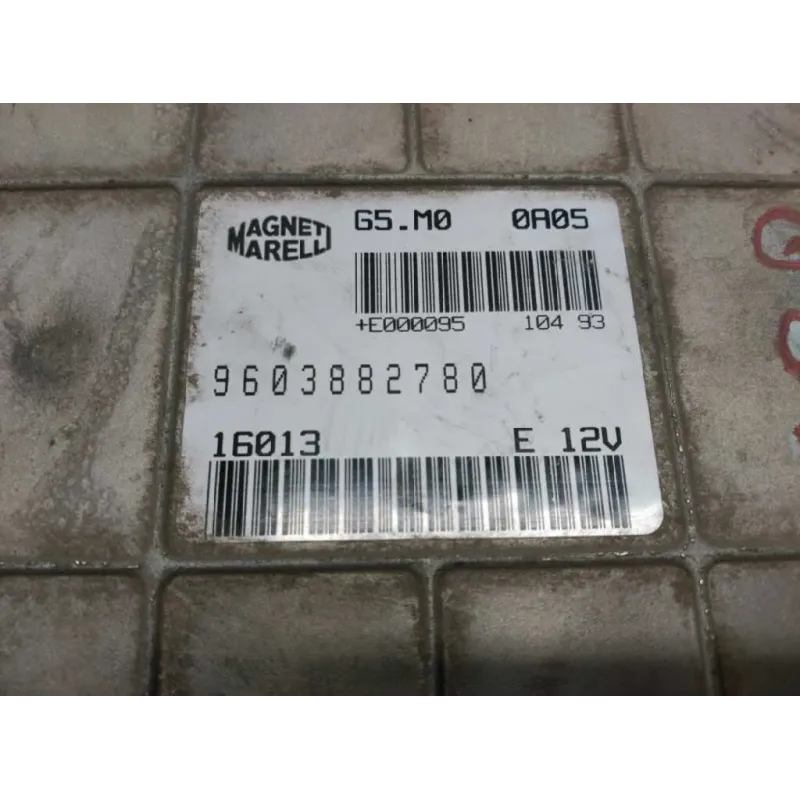 MAGNETI MARELLI
G5.M0 0A05
+E000095 104 93
9603882780
16013 E 12V